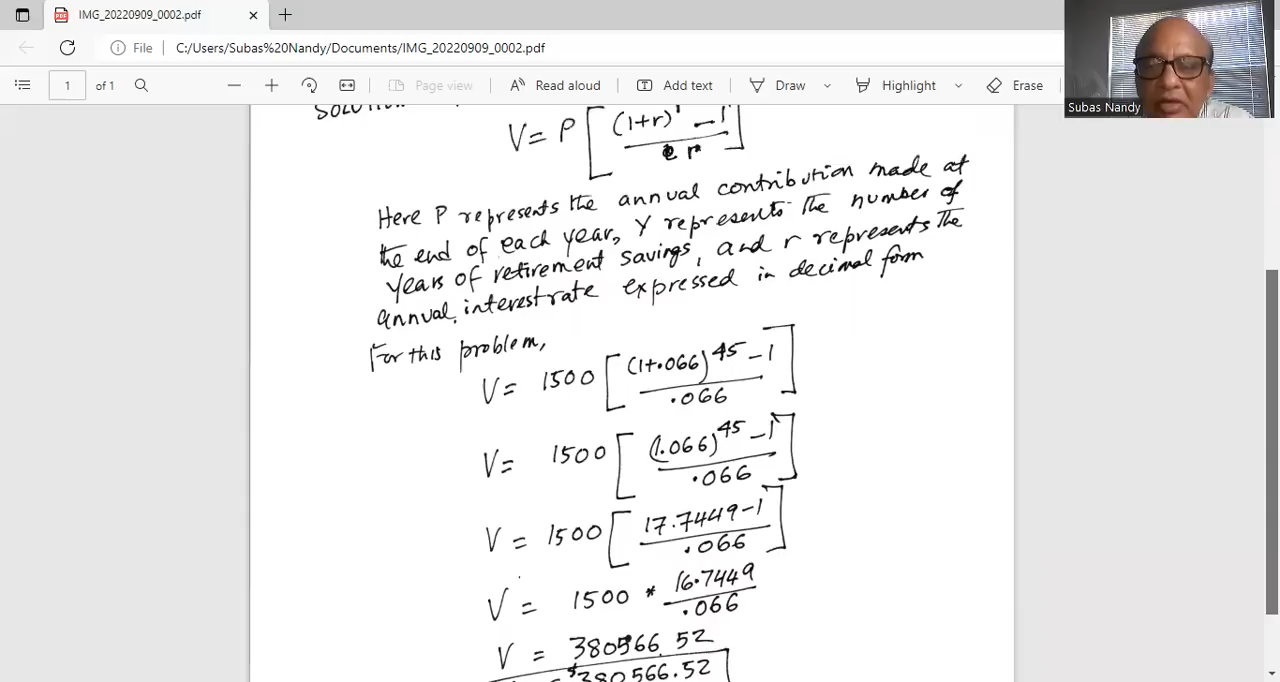 IMG_20220909_0002.pdf
File C:/Users/Subas%20Nandy/Documents/IMG_20220909_0002.pdf
1 of 1 Page view Read aloud Add text Draw Highlight Erase
Subas Nandy
SOLUTION
V = P [ (1+r)^Y - 1 / r ]
Here P represents the annual contribution made at
the end of each year, Y represents the number of
years of retirement savings, and r represents the
annual interest rate expressed in decimal form
For this problem,
V = 1500 [ (1+.066)^45 - 1 / .066 ]
V = 1500 [ (1.066)^45 - 1 / .066 ]
V = 1500 [ 17.7449 - 1 / .066 ]
V = 1500 * 16.7449 / .066
V = 380566.52
$380566.52